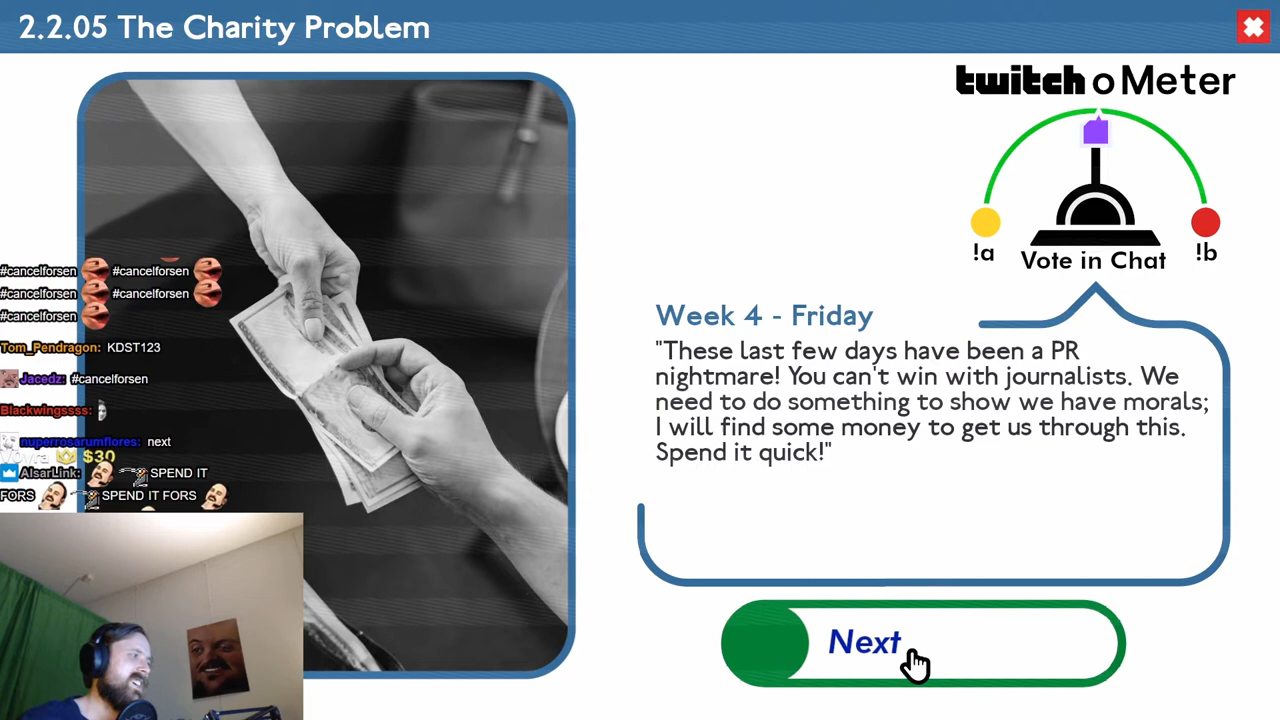 2.2.05 The Charity Problem
twitch o Meter
!a
Vote in Chat
!b
Week 4 - Friday
"These last few days have been a PR
nightmare! You can't win with journalists. We
need to do something to show we have morals;
I will find some money to get us through this.
Spend it quick!"
Next
#cancelforsen #cancelforsen
#cancelforsen #cancelforsen
#cancelforsen
Tom_Pendragon: KDST123
Jacedz: #cancelforsen
Blackwingssss:
nuperrosarumflores: next
$30
AlsarLink: SPEND IT
FORS SPEND IT FORS